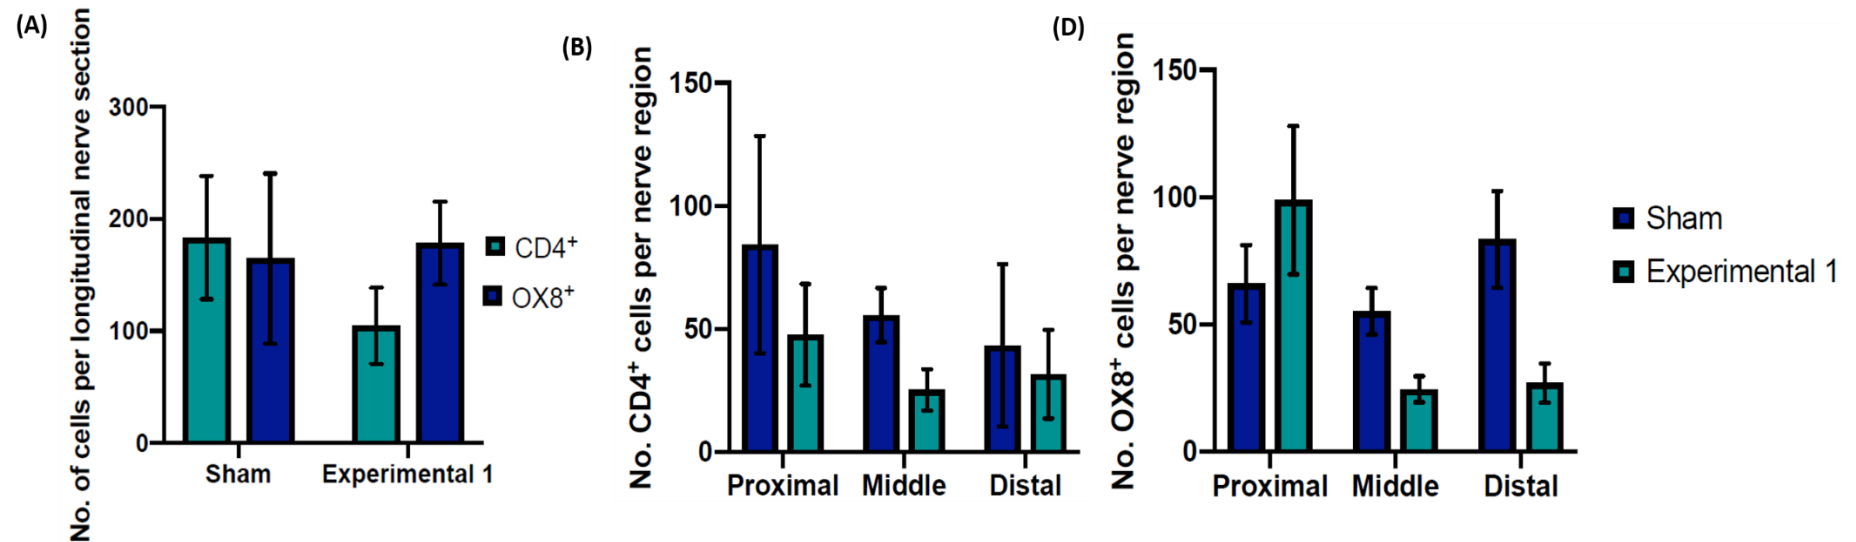 (A)
No. of cells per longitudinal nerve section
300
200
100
0
Sham
Experimental 1
CD4⁺
OX8⁺
(B)
No. CD4⁺ cells per nerve region
150
100
50
0
Proximal
Middle
Distal
(D)
No. OX8⁺ cells per nerve region
150
100
50
0
Proximal
Middle
Distal
Sham
Experimental 1